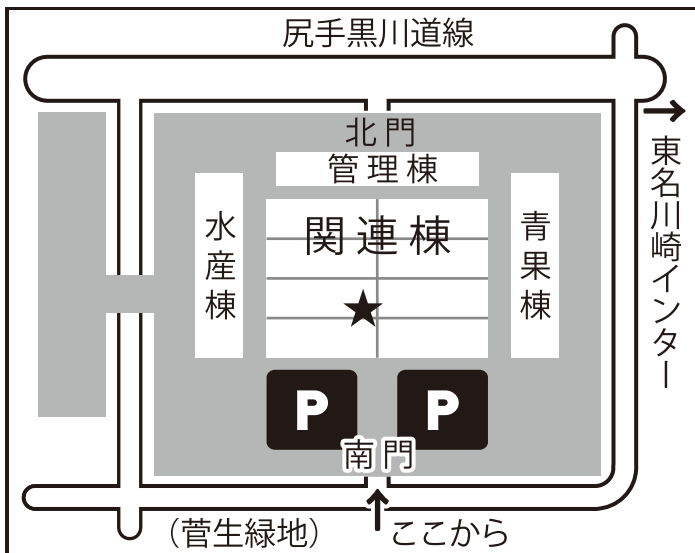 尻手黒川道線
北門
管理棟
関連棟
水産棟
青果棟
東名川崎インター
P
P
南門
(菅生緑地)
ここから